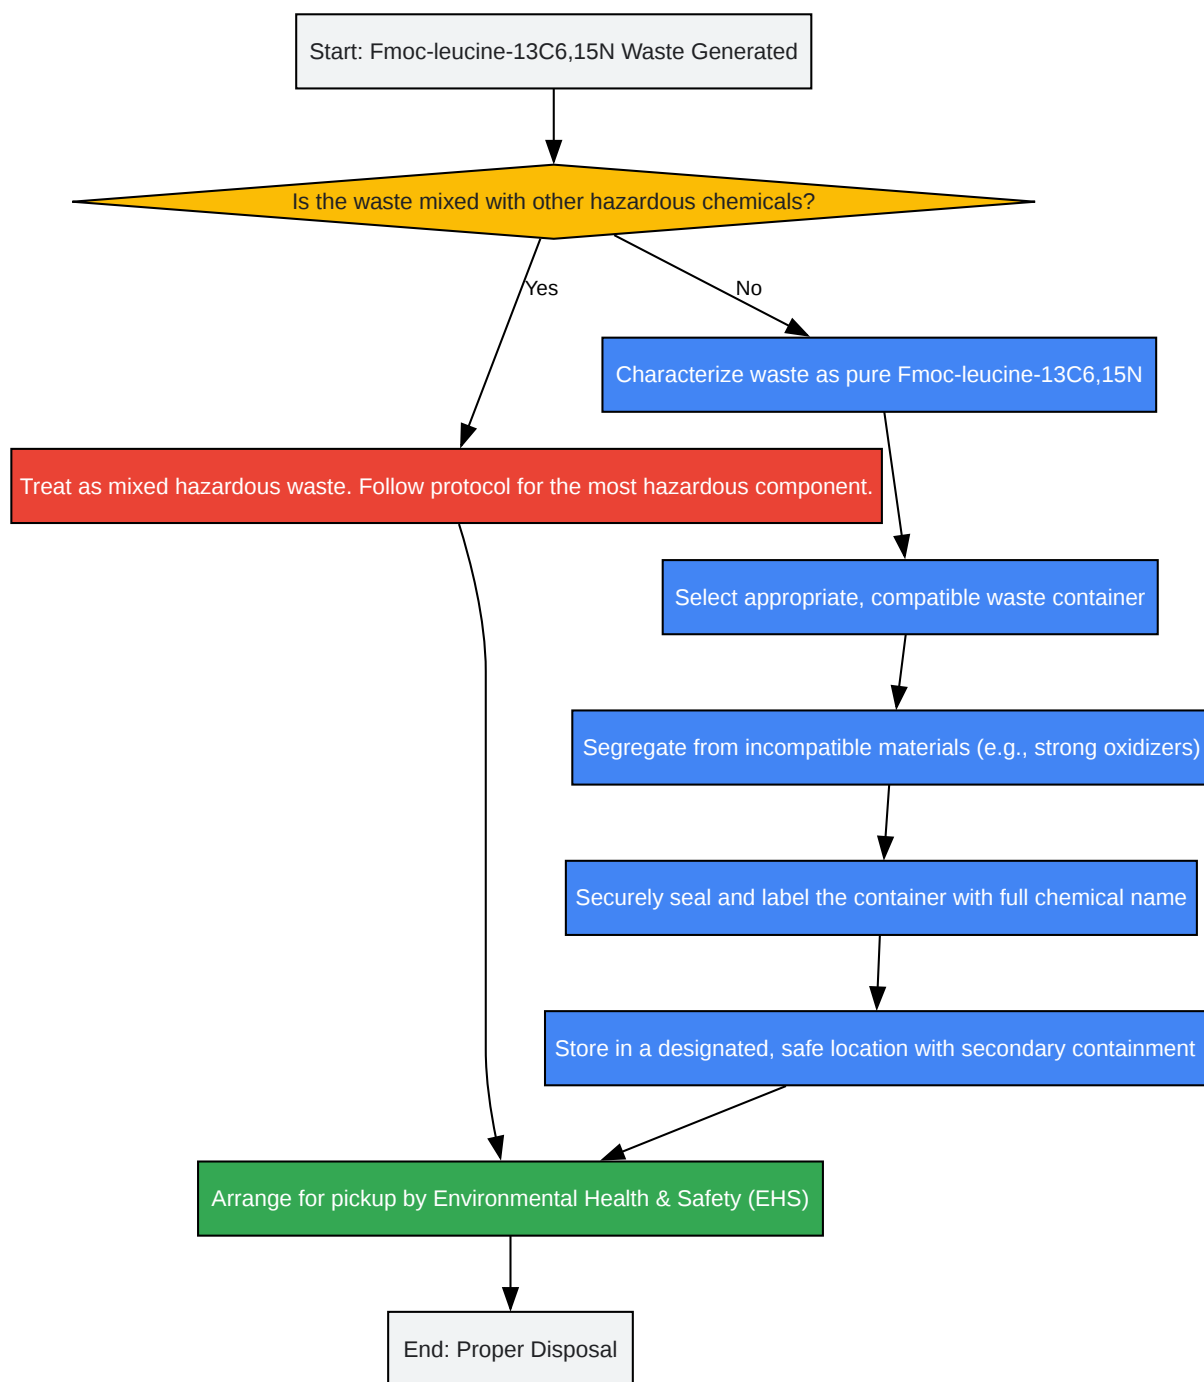 Start: Fmoc-leucine-13C6,15N Waste Generated
Is the waste mixed with other hazardous chemicals?
Yes
No
Characterize waste as pure Fmoc-leucine-13C6,15N
Treat as mixed hazardous waste. Follow protocol for the most hazardous component.
Select appropriate, compatible waste container
Segregate from incompatible materials (e.g., strong oxidizers)
Securely seal and label the container with full chemical name
Store in a designated, safe location with secondary containment
Arrange for pickup by Environmental Health & Safety (EHS)
End: Proper Disposal